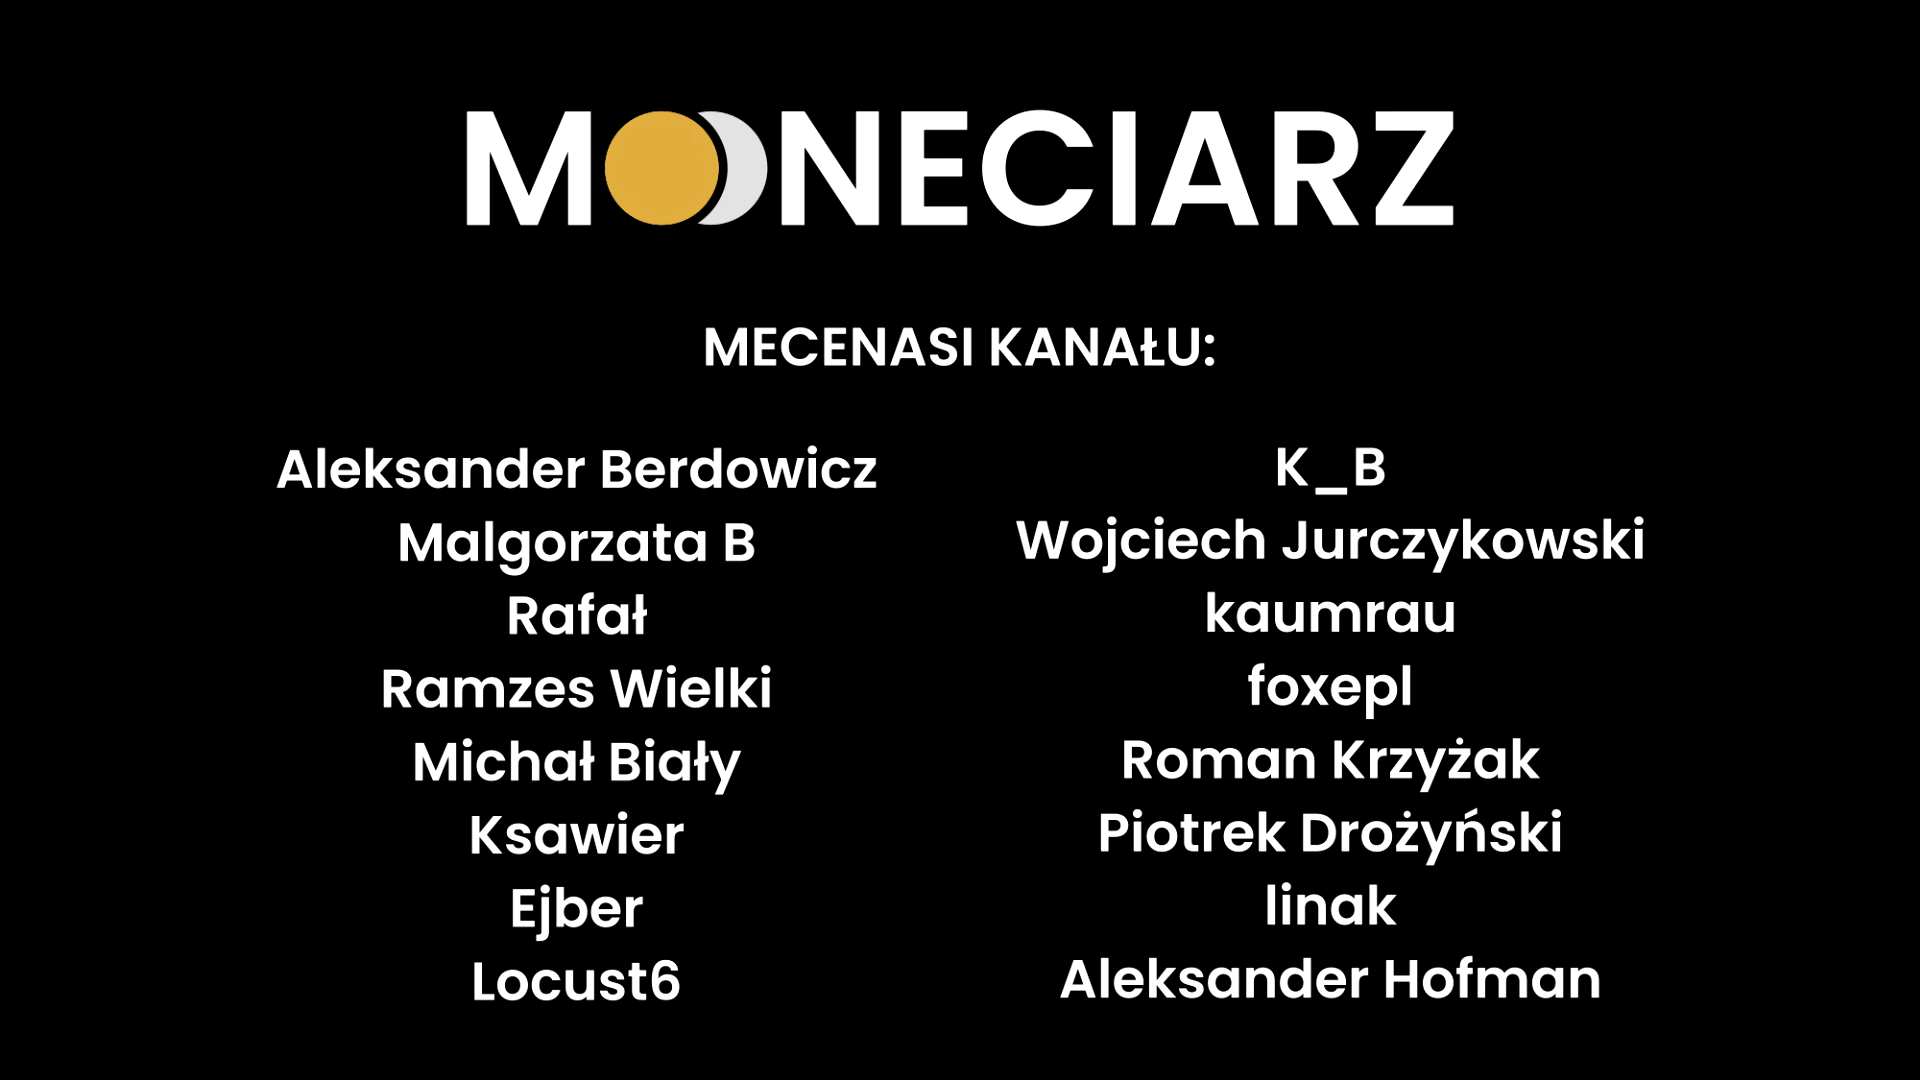 MOONECIARZ
MECENASI KANAŁU:
Aleksander Berdowicz
Malgorzata B
Rafał
Ramzes Wielki
Michał Biały
Ksawier
Ejber
Locust6
K_B
Wojciech Jurczykowski
kaumrau
foxepl
Roman Krzyżak
Piotrek Drożyński
linak
Aleksander Hofman